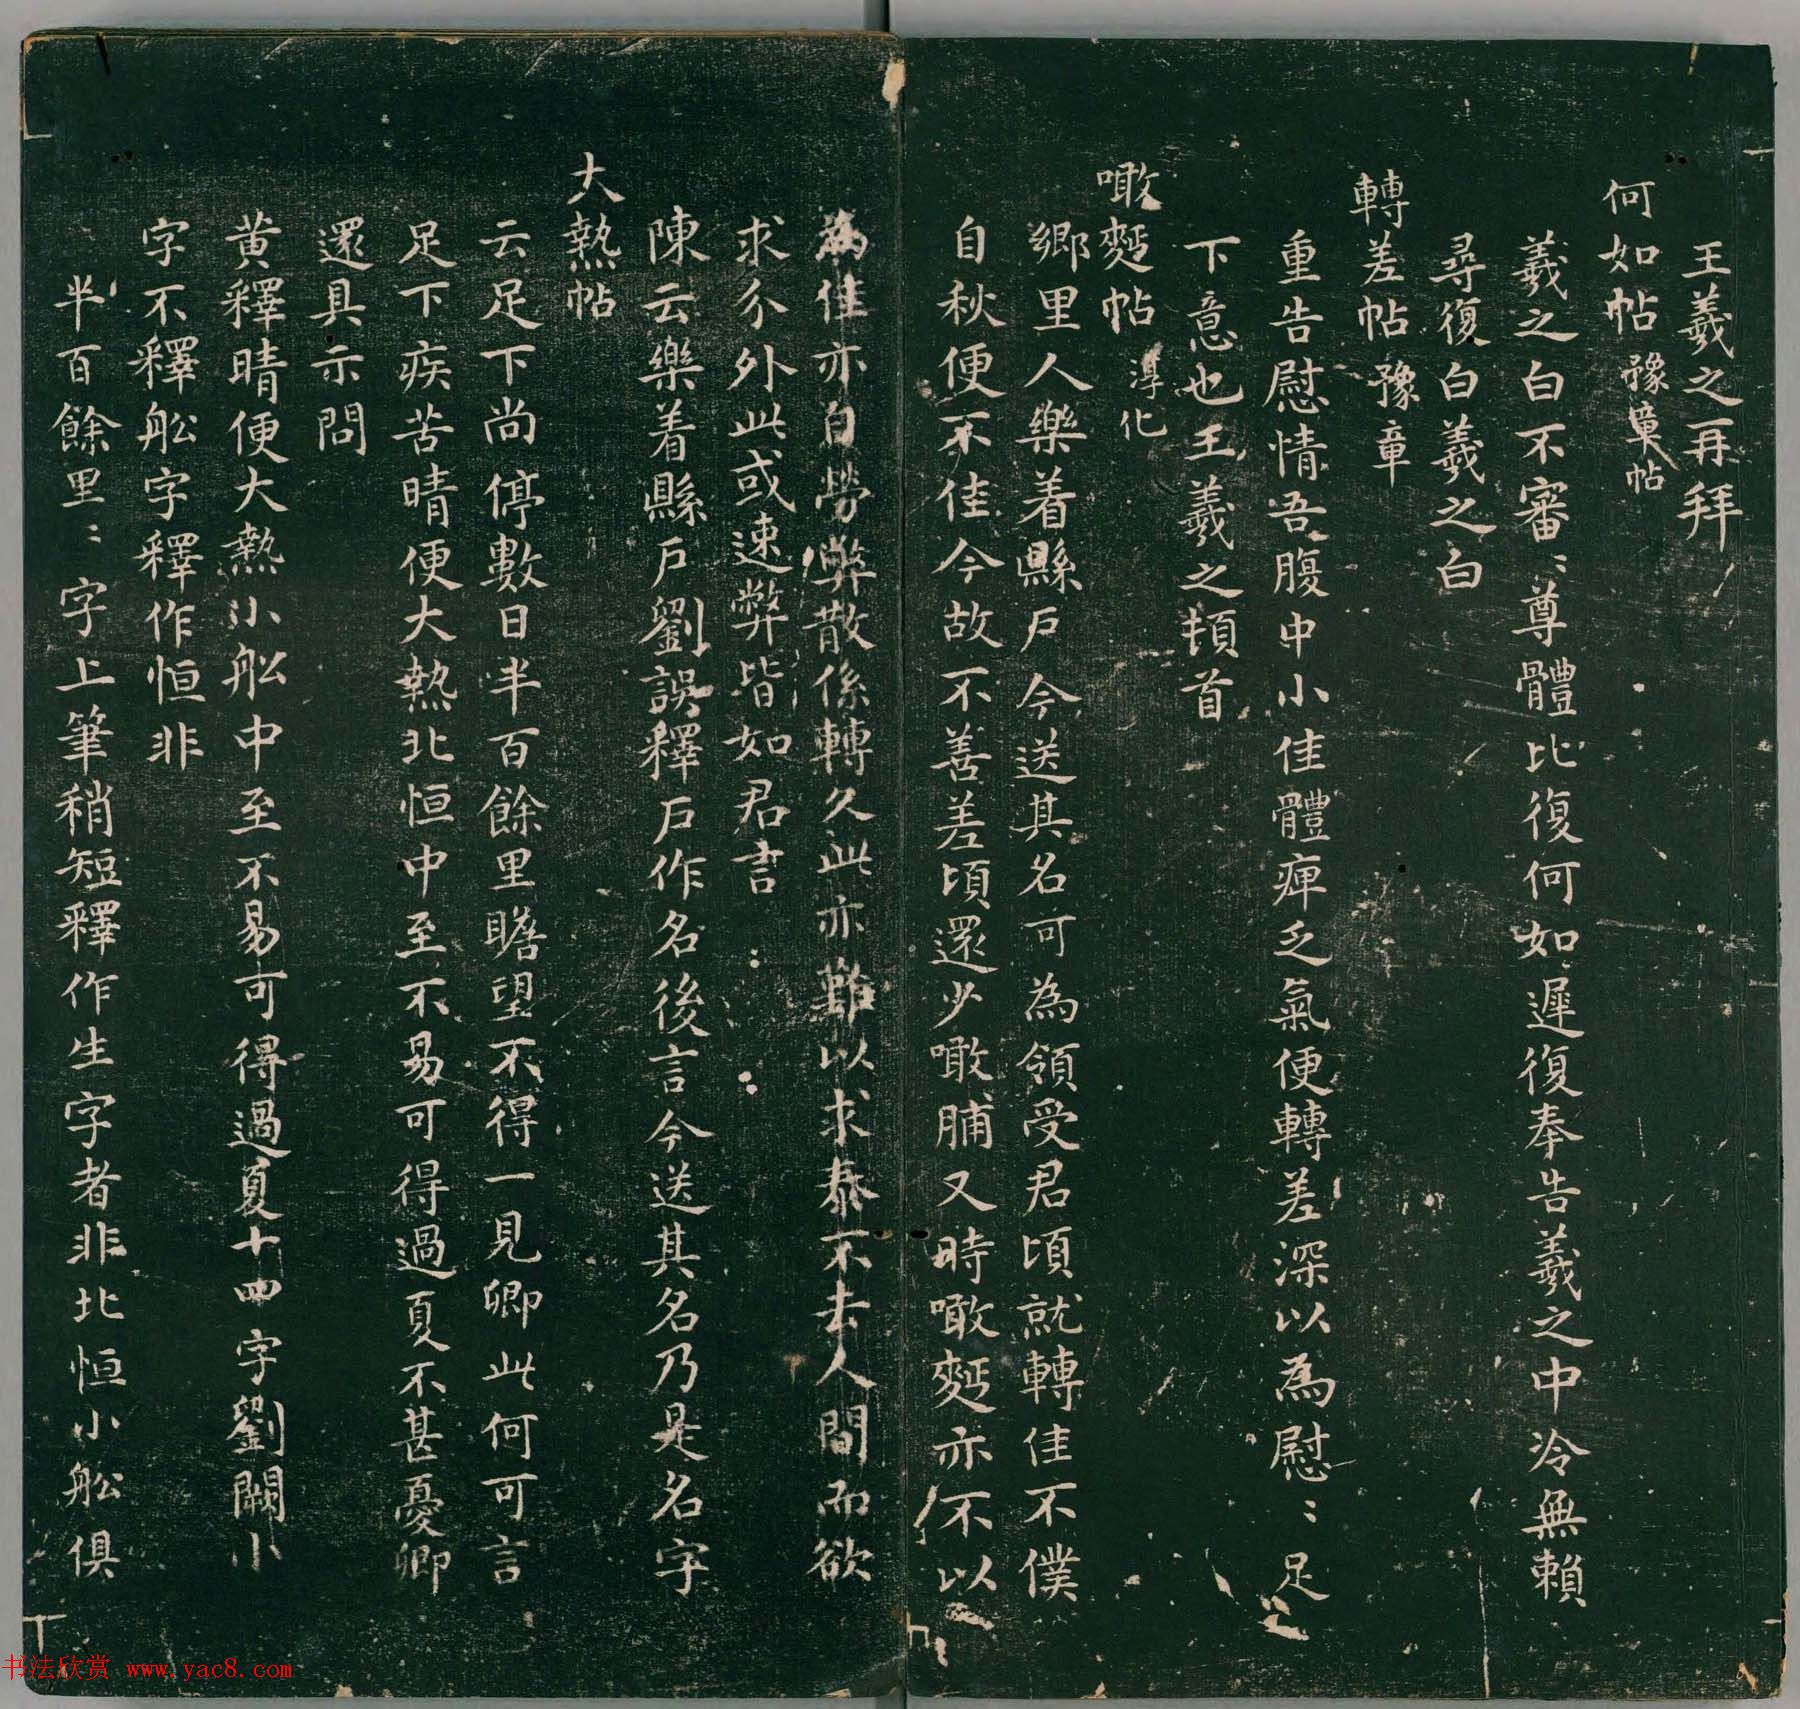 王羲之再拜
何如帖 豫章帖
羲之白不審〻尊體比復何如遲復奉告羲之中冷無賴
尋復白羲之白
轉差帖豫章
重告慰情吾腹中小佳體痺乏氣便轉差深以為慰〻足
下意也王羲之頓首
噉麫帖 淳化
鄉里人樂着縣戶今送其名可為領受君頃就轉佳不僕
自秋便不佳今故不善差頃還少噉脯又時噉麫亦不以
為佳亦自勞弊散係轉久此亦難以求泰不去人間而欲
求分外此或速弊皆如君言
陳云樂着縣戶劉誤釋戶作名後言今送其名乃是名字
大熱帖
云足下尚停數日半百餘里瞻望不得一見卿此何可言
足下疾苦晴便大熱北恒中至不易可得過夏不甚憂卿
還具示問
黃釋晴便大熱小舩中至不易可得過夏十四字劉闕小
字不釋舩字釋作恒非
半百餘里〻字上筆稍短釋作生字者非北恒小舩俱
书法欣赏 www.yac8.com